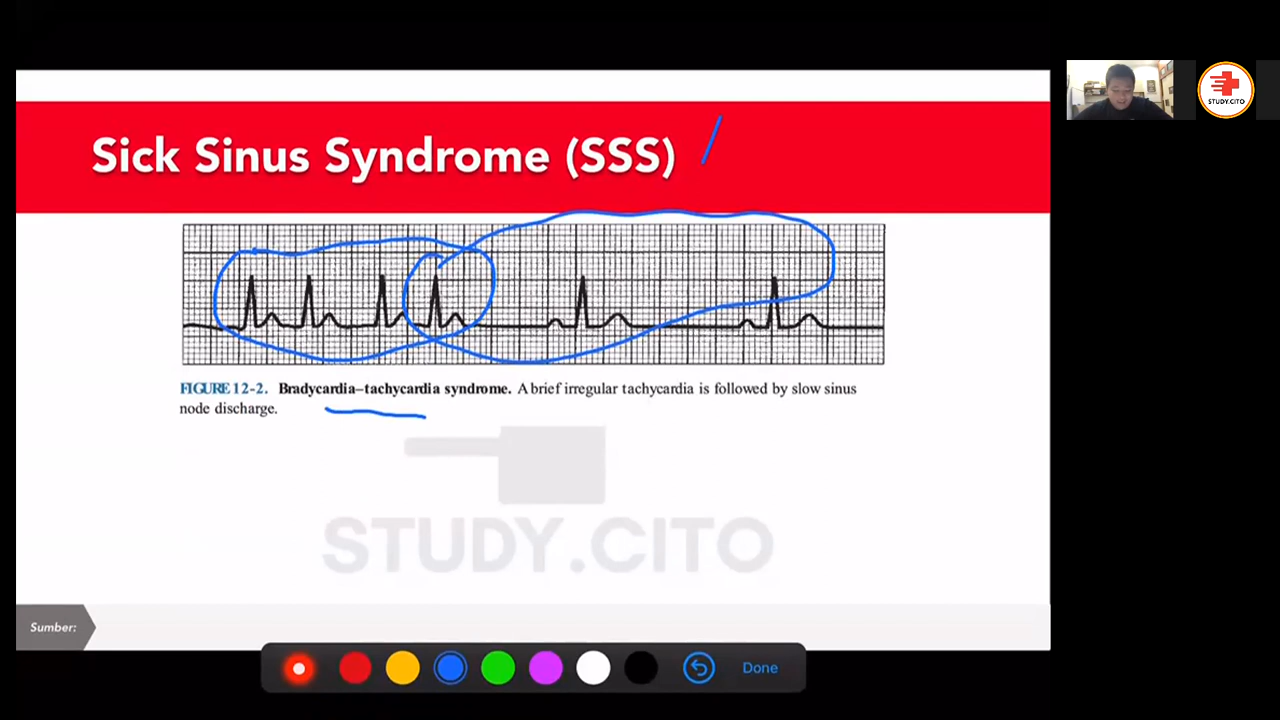 Sick Sinus Syndrome (SSS)
STUDY.CITO
FIGURE 12-2. Bradycardia–tachycardia syndrome. A brief irregular tachycardia is followed by slow sinus
node discharge.
STUDY.CITO
Sumber:
Done